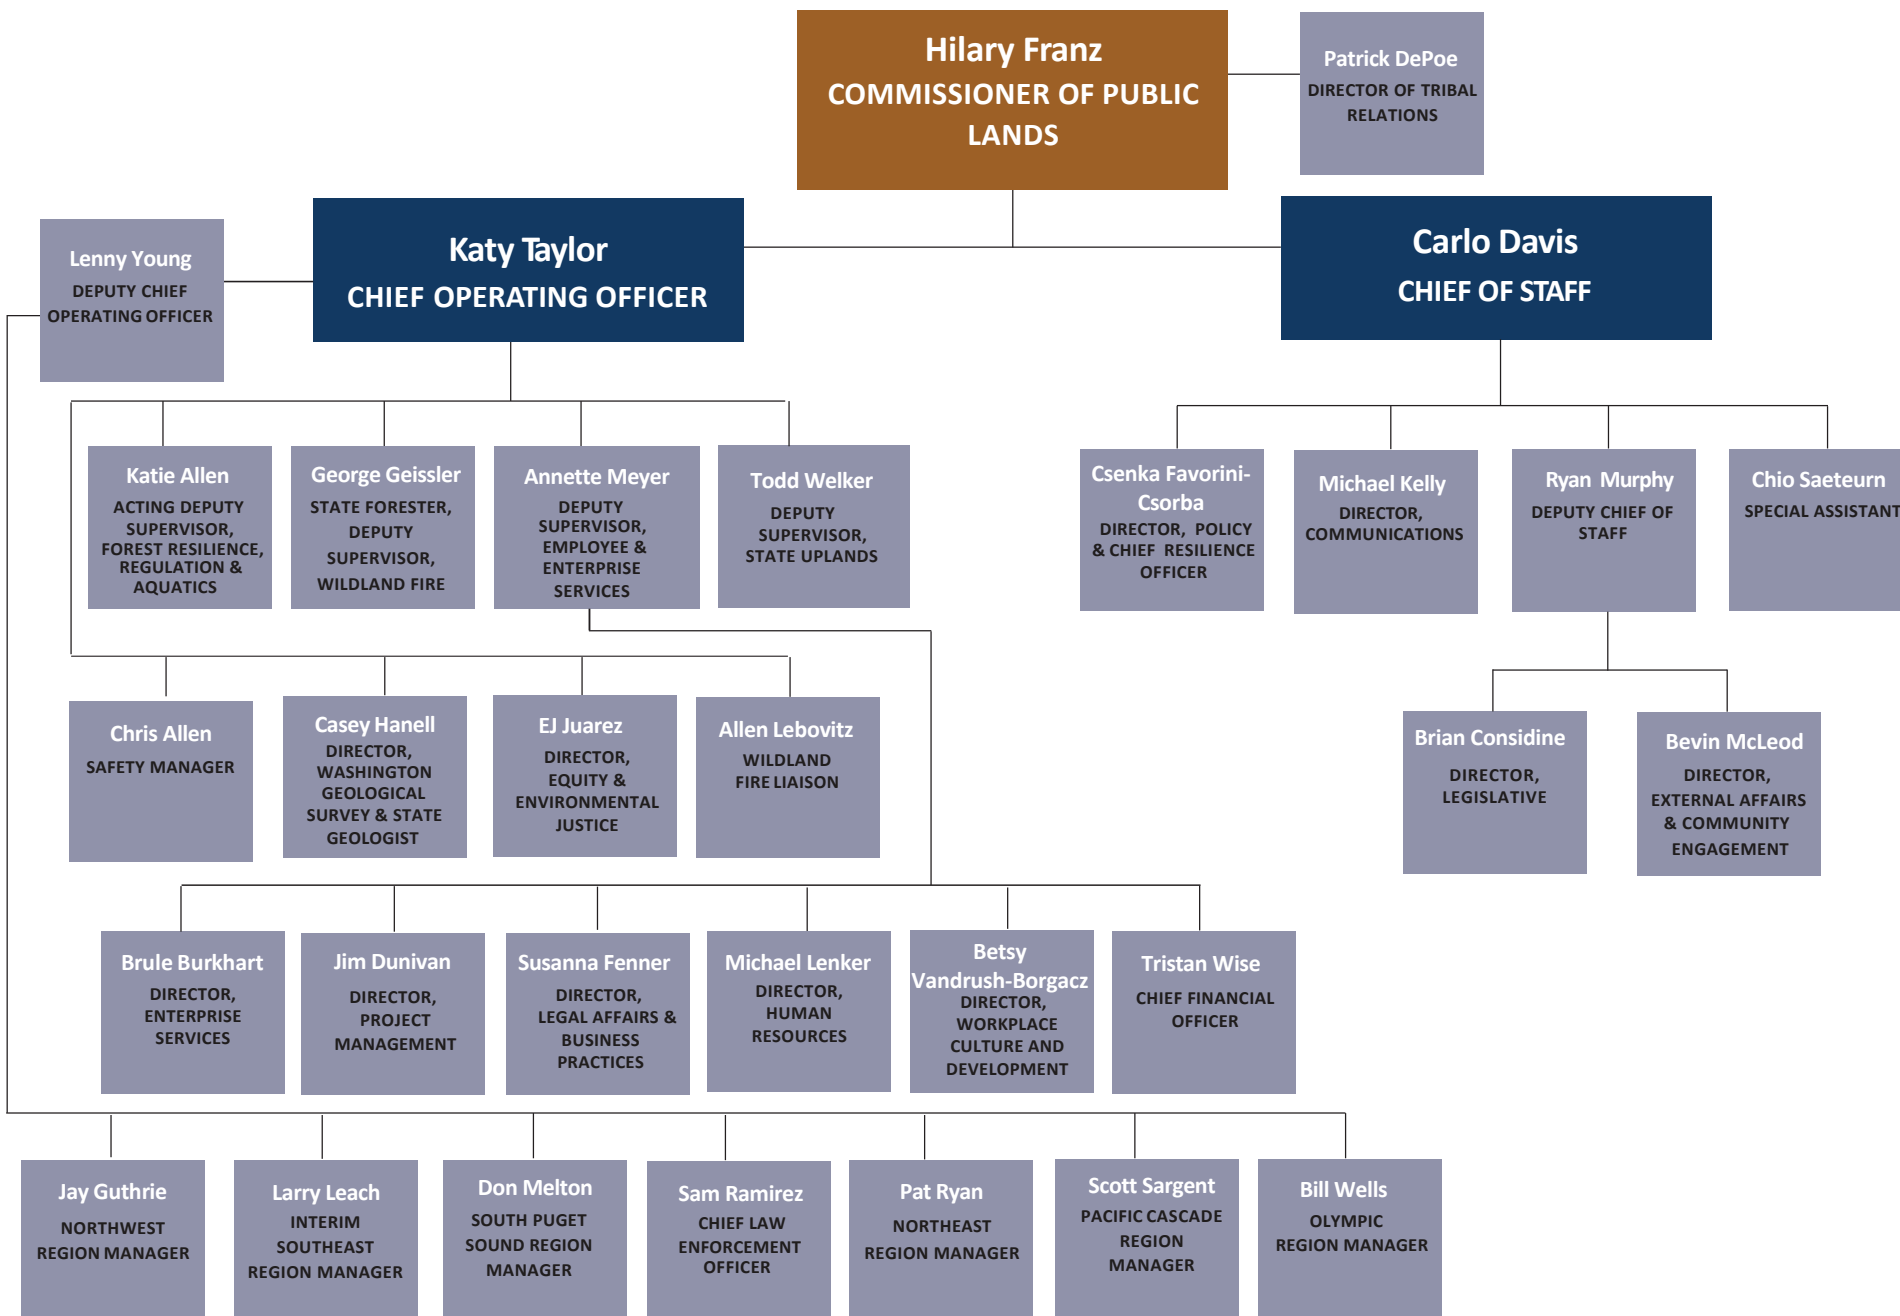 Hilary Franz
COMMISSIONER OF PUBLIC
LANDS
Patrick DePoe
DIRECTOR OF TRIBAL
RELATIONS
Lenny Young
DEPUTY CHIEF
OPERATING OFFICER
Katy Taylor
CHIEF OPERATING OFFICER
Carlo Davis
CHIEF OF STAFF
Katie Allen
ACTING DEPUTY
SUPERVISOR,
FOREST RESILIENCE,
REGULATION &
AQUATICS
George Geissler
STATE FORESTER,
DEPUTY
SUPERVISOR,
WILDLAND FIRE
Annette Meyer
DEPUTY
SUPERVISOR,
EMPLOYEE &
ENTERPRISE
SERVICES
Todd Welker
DEPUTY
SUPERVISOR,
STATE UPLANDS
Csenka Favorini-
Csorba
DIRECTOR, POLICY
& CHIEF RESILIENCE
OFFICER
Michael Kelly
DIRECTOR,
COMMUNICATIONS
Ryan Murphy
DEPUTY CHIEF OF
STAFF
Chio Saeteurn
SPECIAL ASSISTANT
Chris Allen
SAFETY MANAGER
Casey Hanell
DIRECTOR,
WASHINGTON
GEOLOGICAL
SURVEY & STATE
GEOLOGIST
EJ Juarez
DIRECTOR,
EQUITY &
ENVIRONMENTAL
JUSTICE
Allen Lebovitz
WILDLAND
FIRE LIAISON
Brian Considine
DIRECTOR,
LEGISLATIVE
Bevin McLeod
DIRECTOR,
EXTERNAL AFFAIRS
& COMMUNITY
ENGAGEMENT
Brule Burkhart
DIRECTOR,
ENTERPRISE
SERVICES
Jim Dunivan
DIRECTOR,
PROJECT
MANAGEMENT
Susanna Fenner
DIRECTOR,
LEGAL AFFAIRS &
BUSINESS
PRACTICES
Michael Lenker
DIRECTOR,
HUMAN
RESOURCES
Betsy
Vandrush-Borgacz
DIRECTOR,
WORKPLACE
CULTURE AND
DEVELOPMENT
Tristan Wise
CHIEF FINANCIAL
OFFICER
Jay Guthrie
NORTHWEST
REGION MANAGER
Larry Leach
INTERIM
SOUTHEAST
REGION MANAGER
Don Melton
SOUTH PUGET
SOUND REGION
MANAGER
Sam Ramirez
CHIEF LAW
ENFORCEMENT
OFFICER
Pat Ryan
NORTHEAST
REGION MANAGER
Scott Sargent
PACIFIC CASCADE
REGION
MANAGER
Bill Wells
OLYMPIC
REGION MANAGER